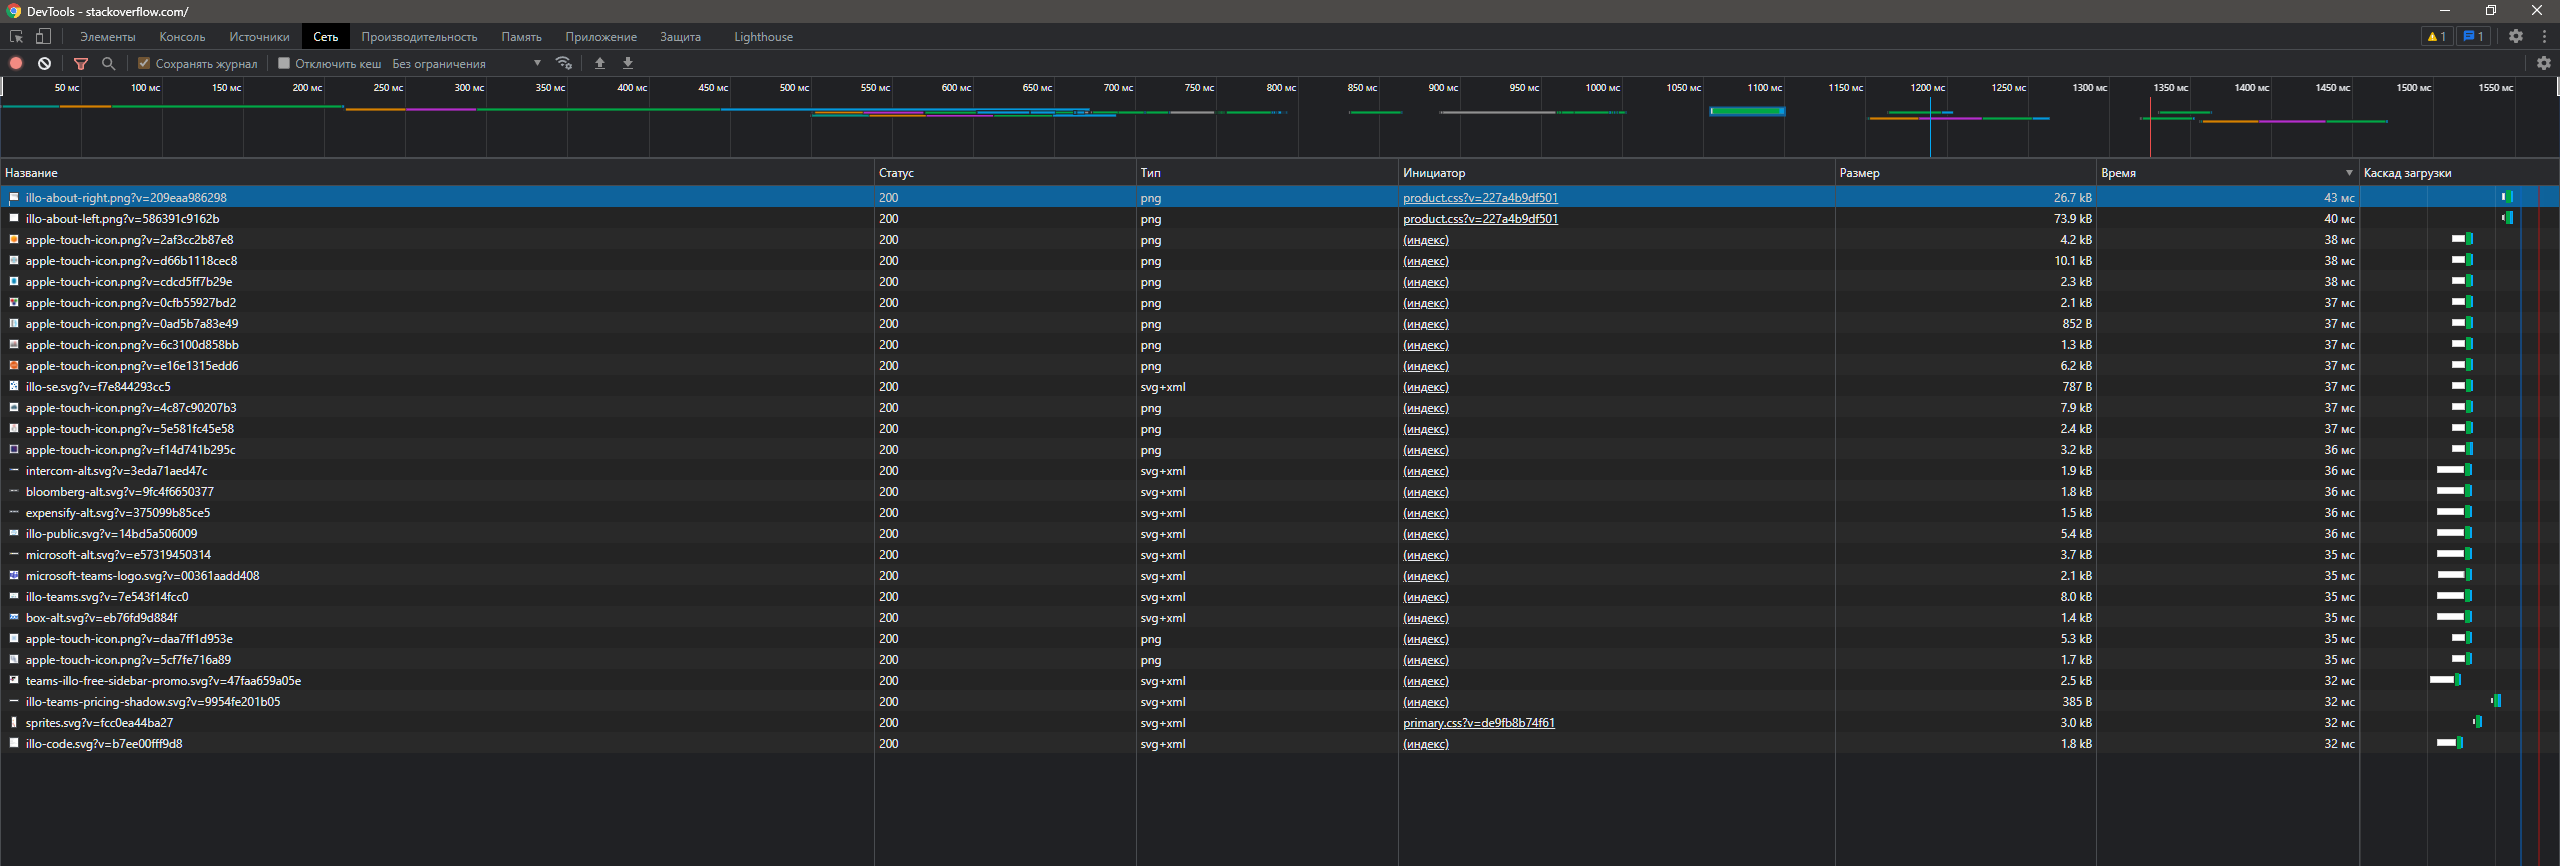 DevTools - stackoverflow.com/
Элементы Консоль Источники Сеть Производительность Память Приложение Защита Lighthouse 1 1
Сохранять журнал Отключить кеш Без ограничения
50 мс 100 мс 150 мс 200 мс 250 мс 300 мс 350 мс 400 мс 450 мс 500 мс 550 мс 600 мс 650 мс 700 мс 750 мс 800 мс 850 мс 900 мс 950 мс 1000 мс 1050 мс 1100 мс 1150 мс 1200 мс 1250 мс 1300 мс 1350 мс 1400 мс 1450 мс 1500 мс 1550 мс
Название Статус Тип Инициатор Размер Время Каскад загрузки
illo-about-right.png?v=209eaa986298 200 png product.css?v=227a4b9df501 26.7 kB 43 мс
illo-about-left.png?v=586391c9162b 200 png product.css?v=227a4b9df501 73.9 kB 40 мс
apple-touch-icon.png?v=2af3cc2b87e8 200 png (индекс) 4.2 kB 38 мс
apple-touch-icon.png?v=d66b1118cec8 200 png (индекс) 10.1 kB 38 мс
apple-touch-icon.png?v=cdcd5ff7b29e 200 png (индекс) 2.3 kB 38 мс
apple-touch-icon.png?v=0cfb55927bd2 200 png (индекс) 2.1 kB 37 мс
apple-touch-icon.png?v=0ad5b7a83e49 200 png (индекс) 852 B 37 мс
apple-touch-icon.png?v=6c3100d858bb 200 png (индекс) 1.3 kB 37 мс
apple-touch-icon.png?v=e16e1315edd6 200 png (индекс) 6.2 kB 37 мс
illo-se.svg?v=f7e844293cc5 200 svg+xml (индекс) 787 B 37 мс
apple-touch-icon.png?v=4c87c90207b3 200 png (индекс) 7.9 kB 37 мс
apple-touch-icon.png?v=5e581fc45e58 200 png (индекс) 2.4 kB 37 мс
apple-touch-icon.png?v=f14d741b295c 200 png (индекс) 3.2 kB 36 мс
intercom-alt.svg?v=3eda71aed47c 200 svg+xml (индекс) 1.9 kB 36 мс
bloomberg-alt.svg?v=9fc4f6650377 200 svg+xml (индекс) 1.8 kB 36 мс
expensify-alt.svg?v=375099b85ce5 200 svg+xml (индекс) 1.5 kB 36 мс
illo-public.svg?v=14bd5a506009 200 svg+xml (индекс) 5.4 kB 36 мс
microsoft-alt.svg?v=e57319450314 200 svg+xml (индекс) 3.7 kB 35 мс
microsoft-teams-logo.svg?v=00361aadd408 200 svg+xml (индекс) 2.1 kB 35 мс
illo-teams.svg?v=7e543f14fcc0 200 svg+xml (индекс) 8.0 kB 35 мс
box-alt.svg?v=eb76fd9d884f 200 svg+xml (индекс) 1.4 kB 35 мс
apple-touch-icon.png?v=daa7ff1d953e 200 png (индекс) 5.3 kB 35 мс
apple-touch-icon.png?v=5cf7fe716a89 200 png (индекс) 1.7 kB 35 мс
teams-illo-free-sidebar-promo.svg?v=47faa659a05e 200 svg+xml (индекс) 2.5 kB 32 мс
illo-teams-pricing-shadow.svg?v=9954fe201b05 200 svg+xml (индекс) 385 B 32 мс
sprites.svg?v=fcc0ea44ba27 200 svg+xml primary.css?v=de9fb8b74f61 3.0 kB 32 мс
illo-code.svg?v=b7ee00fff9d8 200 svg+xml (индекс) 1.8 kB 32 мс